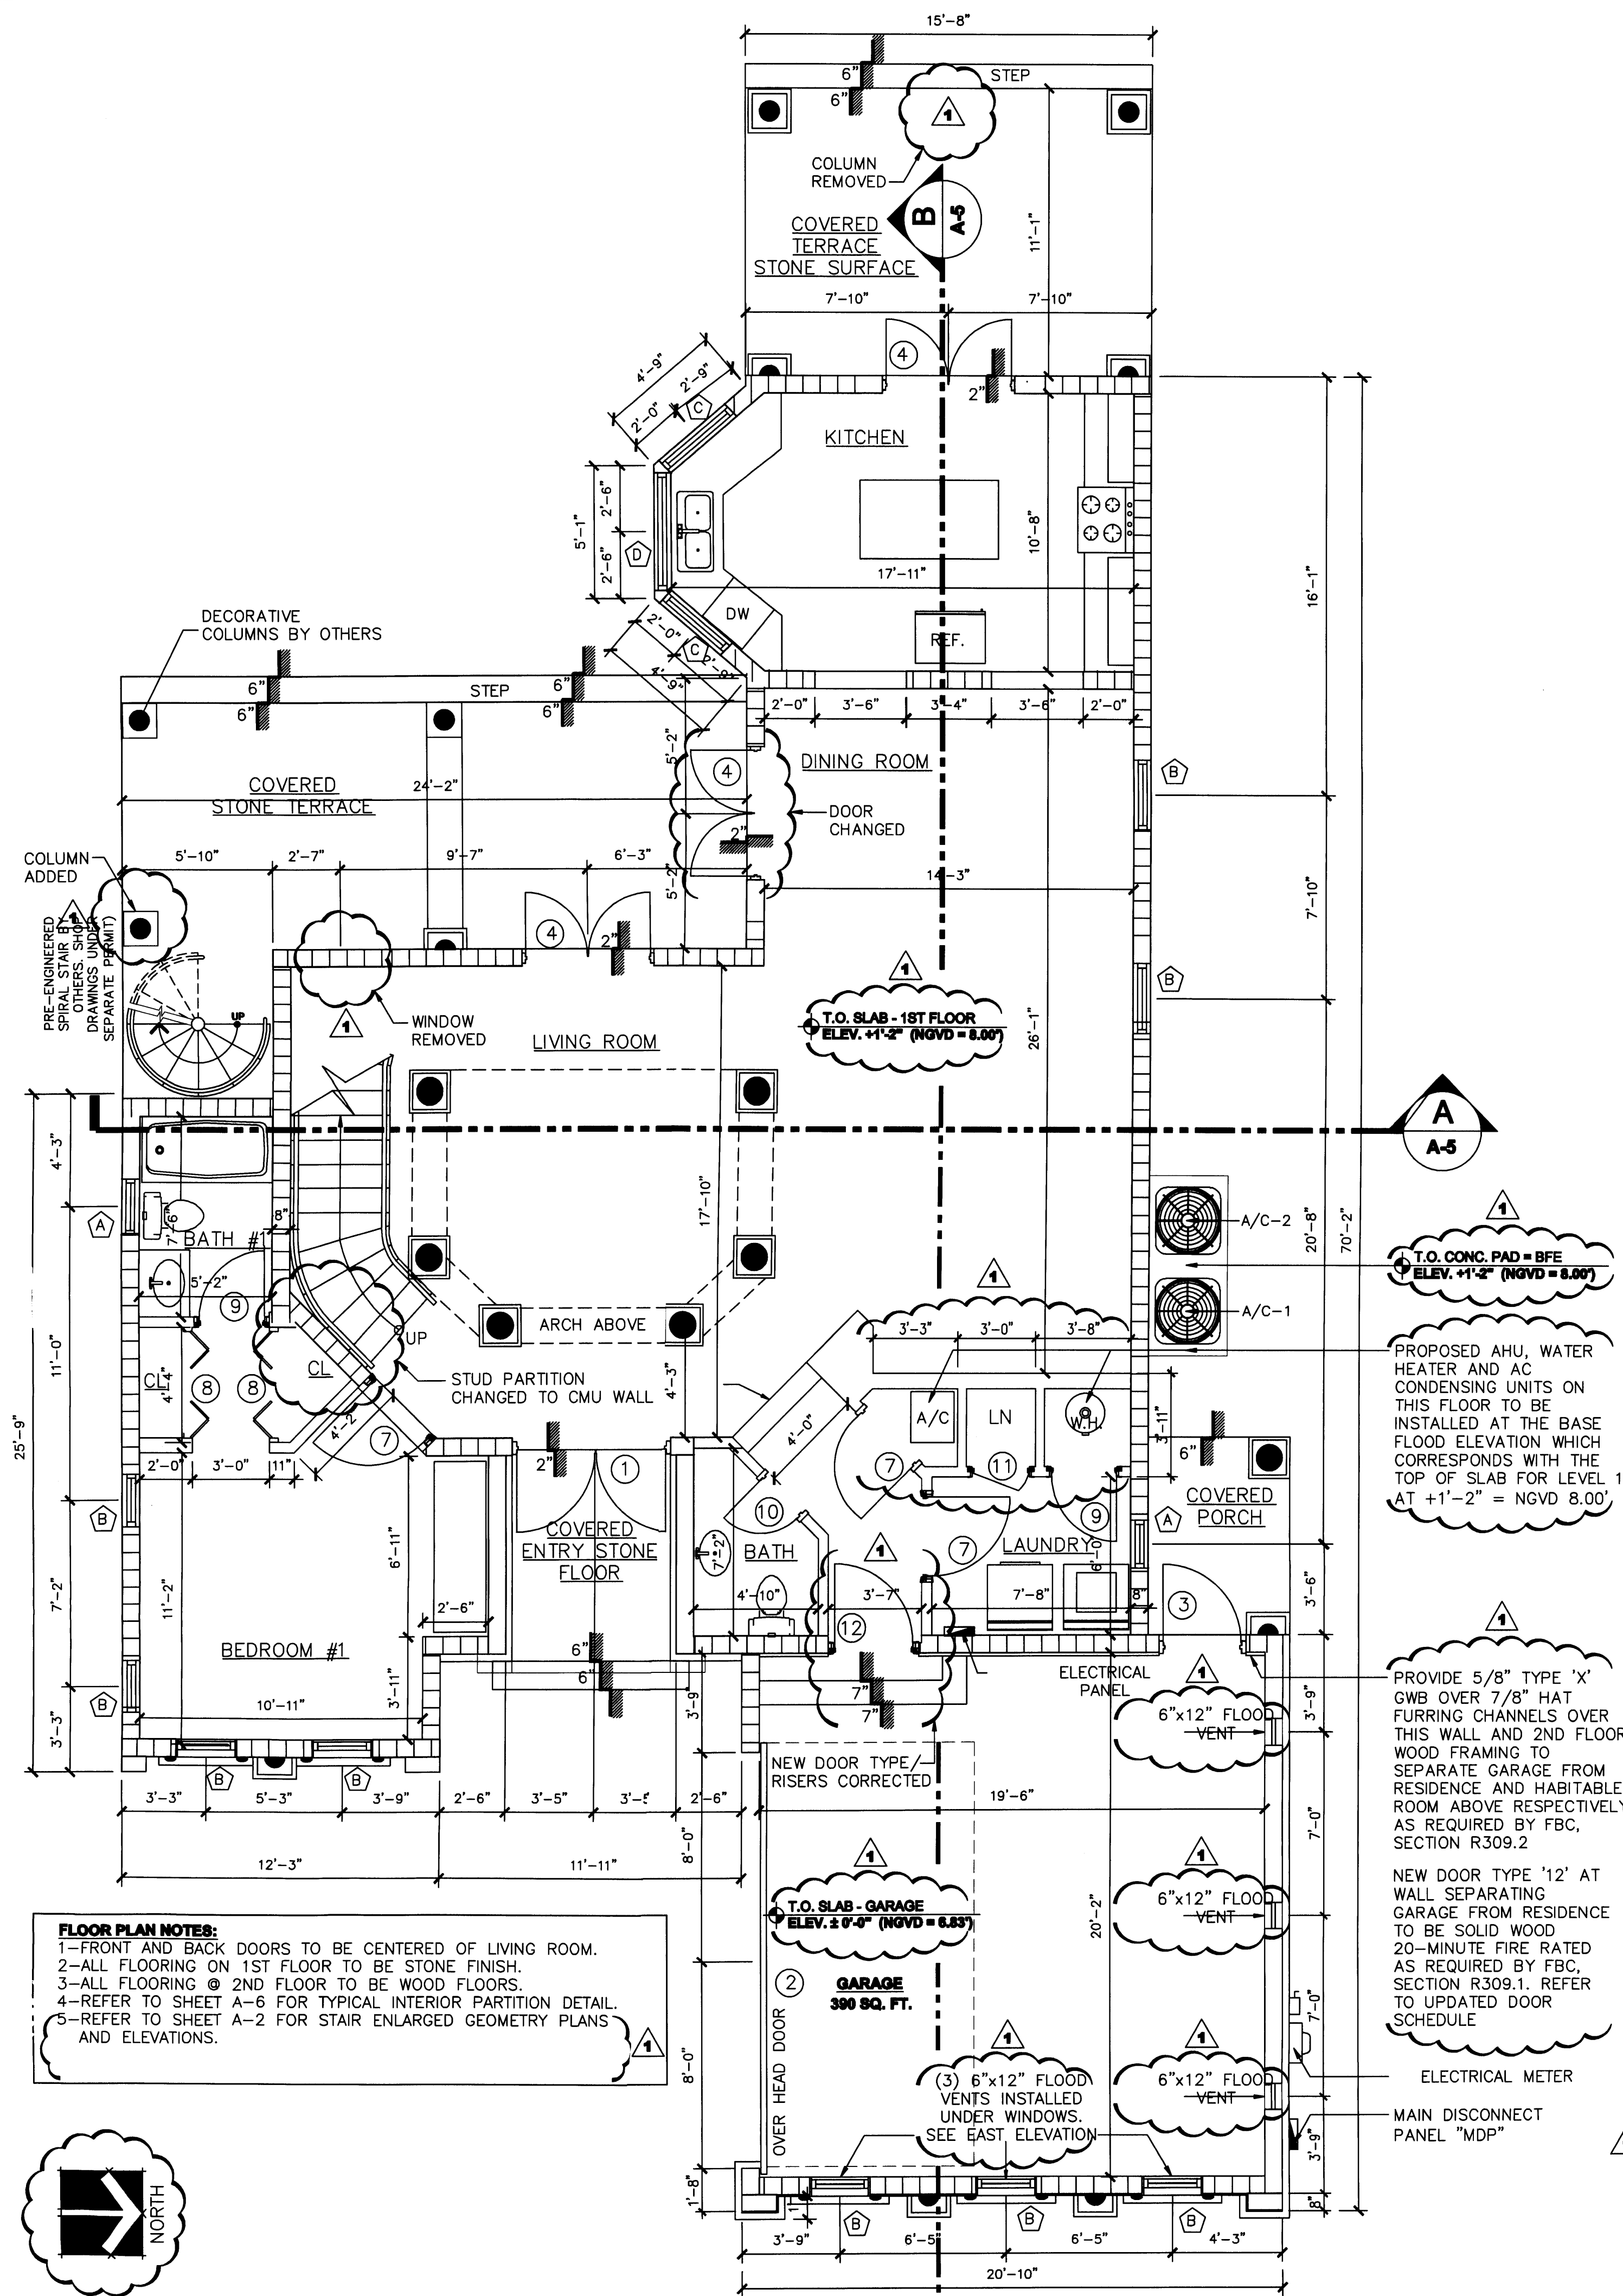 15'-8"
6"
STEP
6"
1
COLUMN
REMOVED
B
A-5
COVERED
TERRACE
STONE SURFACE
11'-1"
7'-10"
7'-10"
4
2"
4'-9"
2'-9"
2'-0"
C
KITCHEN
5'-1"
2'-6"
2'-6"
D
10'-8"
17'-11"
DW
REF.
2'-0"
C
2'-9"
4'-9"
16'-1"
DECORATIVE
COLUMNS BY OTHERS
6"
STEP
6"
6"
6"
2'-0"
3'-6"
3'-4"
3'-6"
2'-0"
5'-2"
4
DINING ROOM
B
COVERED
STONE TERRACE
24'-2"
DOOR
CHANGED
2"
COLUMN
ADDED
5'-10"
2'-7"
9'-7"
6'-3"
5'-2"
14'-3"
7'-10"
1
PRE-ENGINEERED
SPIRAL STAIR BY
OTHERS. SHOP
DRAWINGS UNDER
SEPARATE PERMIT)
4
2"
B
1
UP
1
WINDOW
REMOVED
LIVING ROOM
T.O. SLAB - 1ST FLOOR
ELEV. +1'-2" (NGVD = 8.00')
26'-1"
A
A-5
4'-3"
A
7'-6"
8"
BATH #1
17'-10"
A/C-2
20'-8"
70'-2"
1
T.O. CONC. PAD = BFE
ELEV. +1'-2" (NGVD = 8.00')
5'-2"
9
1
A/C-1
UP
ARCH ABOVE
3'-3"
3'-0"
3'-8"
11'-0"
CL
CL
4'-4"
8
8
STUD PARTITION
CHANGED TO CMU WALL
4'-3"
PROPOSED AHU, WATER
HEATER AND AC
CONDENSING UNITS ON
THIS FLOOR TO BE
INSTALLED AT THE BASE
FLOOD ELEVATION WHICH
CORRESPONDS WITH THE
TOP OF SLAB FOR LEVEL 1
AT +1'-2" = NGVD 8.00'
25'-9"
4'-2
7
4'-0"
A/C
LN
W.H.
3'-11"
6"
2'-0"
3'-0"
11"
2"
1
7
11
COVERED
PORCH
B
6'-11"
COVERED
ENTRY STONE
FLOOR
10
7'-2"
BATH
1
7
LAUNDRY
9
A
6'-0"
7'-2"
11'-2"
2'-6"
4'-10"
3'-7"
7'-8"
8"
3
3'-6"
12
BEDROOM #1
6"
6"
ELECTRICAL
PANEL
1
1
B
10'-11"
3'-11"
3'-9
7"
7"
6"x12" FLOOD
VENT
3'-9"
PROVIDE 5/8" TYPE 'X'
GWB OVER 7/8" HAT
FURRING CHANNELS OVER
THIS WALL AND 2ND FLOOR
WOOD FRAMING TO
SEPARATE GARAGE FROM
RESIDENCE AND HABITABLE
ROOM ABOVE RESPECTIVELY
AS REQUIRED BY FBC,
SECTION R309.2
3'-3"
B
B
NEW DOOR TYPE/
RISERS CORRECTED
3'-3"
5'-3"
3'-9"
2'-6"
3'-5"
3'-5
2'-6"
19'-6"
7'-0"
12'-3"
11'-11"
8'-0"
1
1
T.O. SLAB - GARAGE
ELEV. ± 0'-0" (NGVD = 6.83')
6"x12" FLOOD
VENT
NEW DOOR TYPE '12' AT
WALL SEPARATING
GARAGE FROM RESIDENCE
TO BE SOLID WOOD
20-MINUTE FIRE RATED
AS REQUIRED BY FBC,
SECTION R309.1. REFER
TO UPDATED DOOR
SCHEDULE
20'-2"
FLOOR PLAN NOTES:
1-FRONT AND BACK DOORS TO BE CENTERED OF LIVING ROOM.
2-ALL FLOORING ON 1ST FLOOR TO BE STONE FINISH.
3-ALL FLOORING @ 2ND FLOOR TO BE WOOD FLOORS.
4-REFER TO SHEET A-6 FOR TYPICAL INTERIOR PARTITION DETAIL.
5-REFER TO SHEET A-2 FOR STAIR ENLARGED GEOMETRY PLANS
AND ELEVATIONS.
1
2
GARAGE
390 SQ. FT.
OVER HEAD DOOR
8'-0"
7'-0"
1
1
(3) 6"x12" FLOOD
VENTS INSTALLED
UNDER WINDOWS.
SEE EAST ELEVATION
6"x12" FLOOD
VENT
ELECTRICAL METER
MAIN DISCONNECT
PANEL "MDP"
3'-9"
1'-8"
8"
NORTH
B
B
B
3'-9"
6'-5"
6'-5"
4'-3"
20'-10"